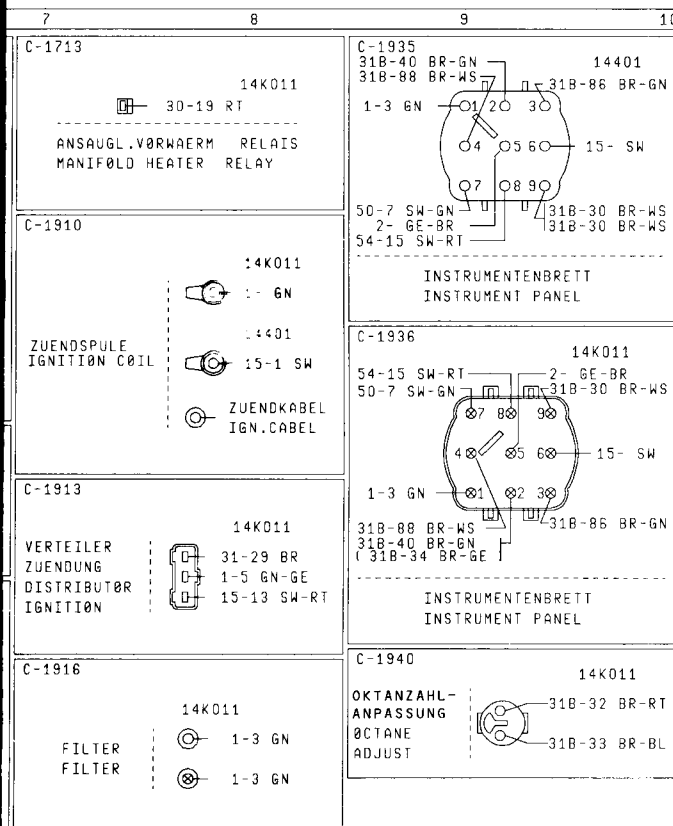 7 8 9 10
C-1713
14K011
30-19 RT
ANSAUGL.VØRWAERM RELAIS
MANIFØLD HEATER RELAY
C-1910
14K011
1- GN
14401
15-1 SW
ZUENDSPULE
IGNITIØN CØIL
ZUENDKABEL
IGN.CABEL
C-1913
14K011
VERTEILER
ZUENDUNG
DISTRIBUTØR
IGNITIØN
31-29 BR
1-5 GN-GE
15-13 SW-RT
C-1916
14K011
FILTER
FILTER
1-3 GN
1-3 GN
C-1935
14401
31B-40 BR-GN
31B-88 BR-WS
31B-86 BR-GN
1-3 GN
1 2 3
4 5 6
15- SW
7 8 9
50-7 SW-GN
2- GE-BR
54-15 SW-RT
31B-30 BR-WS
31B-30 BR-WS
INSTRUMENTENBRETT
INSTRUMENT PANEL
C-1936
14K011
54-15 SW-RT
50-7 SW-GN
2- GE-BR
31B-30 BR-WS
7 8 9
4 5 6
15- SW
1-3 GN
1 2 3
31B-88 BR-WS
31B-40 BR-GN
( 31B-34 BR-GE )
31B-86 BR-GN
INSTRUMENTENBRETT
INSTRUMENT PANEL
C-1940
14K011
OKTANZAHL-
ANPASSUNG
ØCTANE
ADJUST
31B-32 BR-RT
31B-33 BR-BL